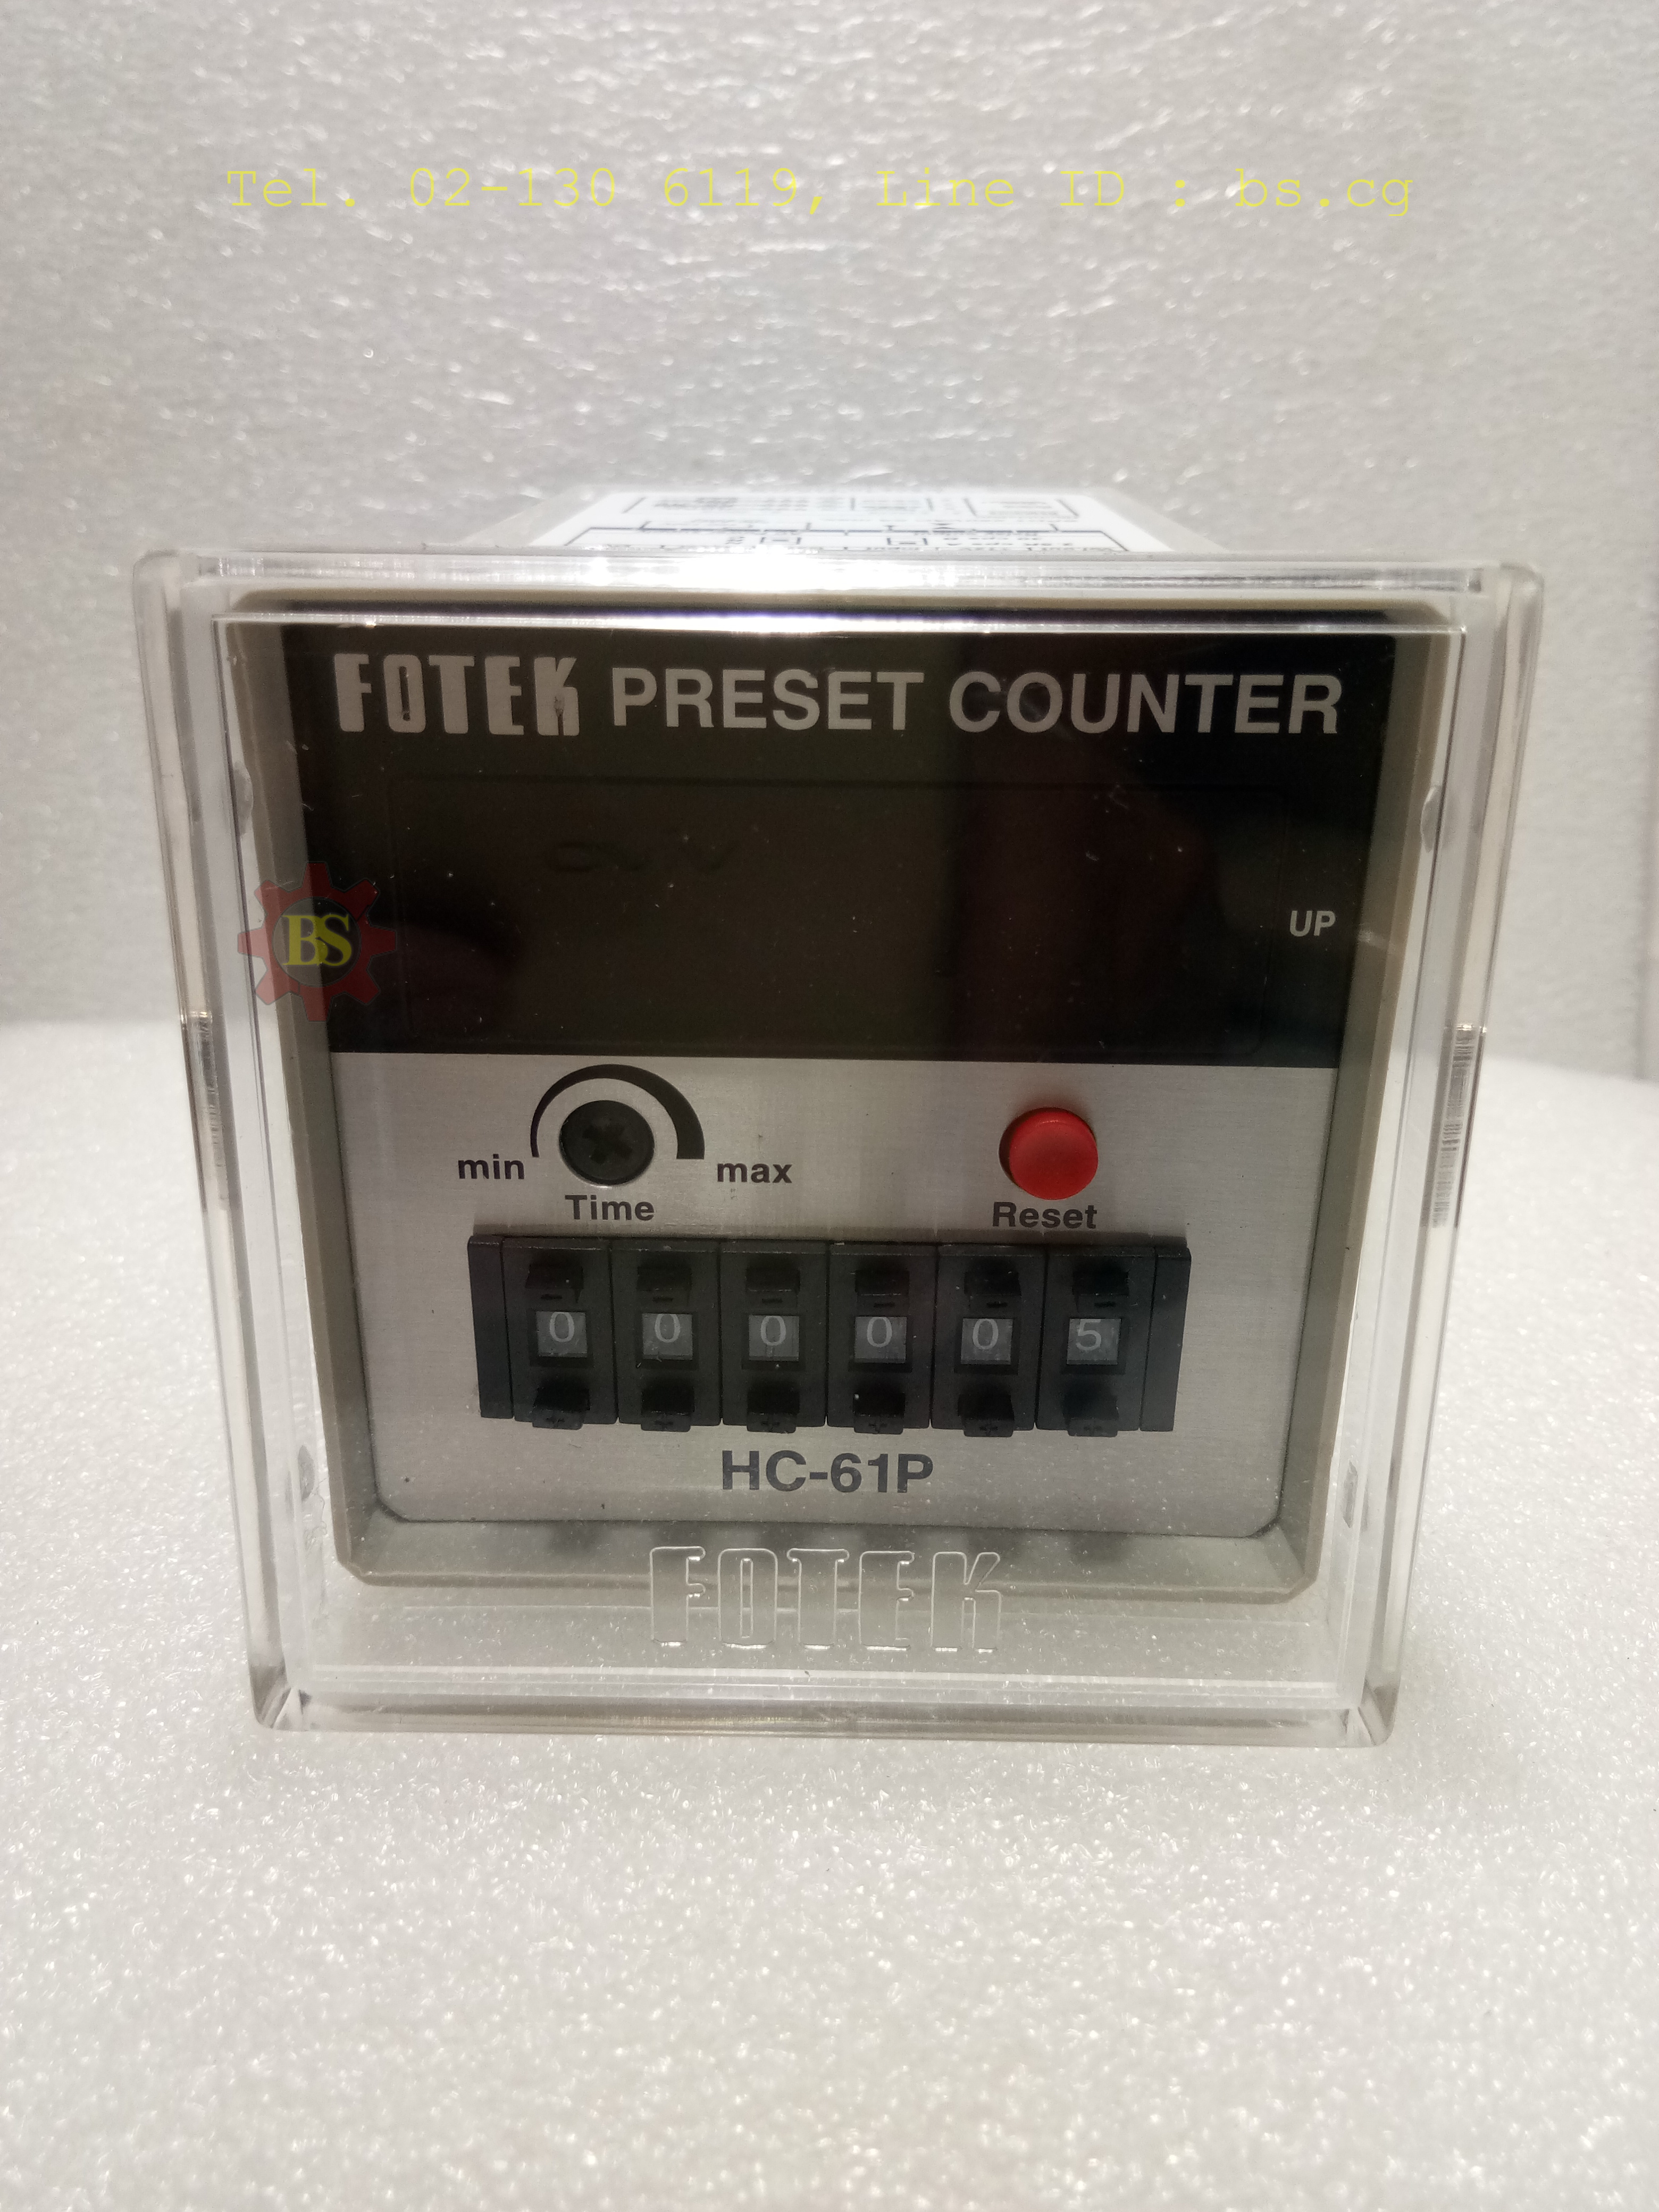 Tel. 02-130 6119, Line ID : bs.cg
FOTEK PRESET COUNTER
BS
UP
min max
Time
Reset
0 0 0 0 0 5
HC-61P
FOTEK